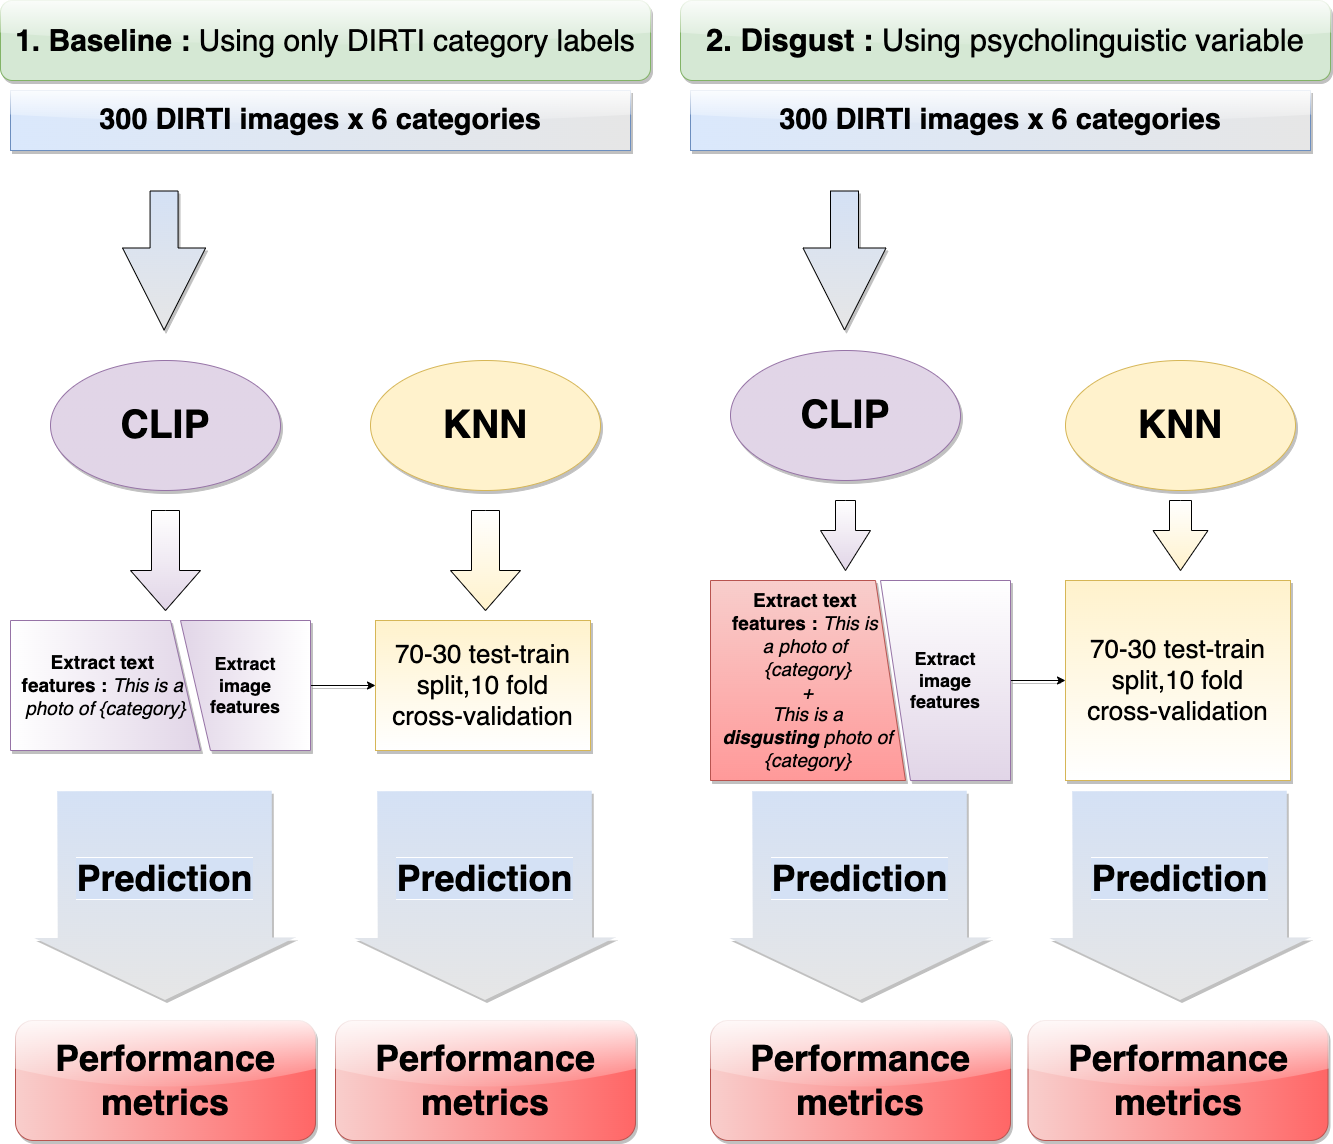 1. Baseline : Using only DIRTI category labels
300 DIRTI images x 6 categories
CLIP
KNN
Extract text
features : This is a
photo of {category}
Extract
image
features
70-30 test-train
split,10 fold
cross-validation
Prediction
Prediction
Performance
metrics
Performance
metrics
2. Disgust : Using psycholinguistic variable
300 DIRTI images x 6 categories
CLIP
KNN
Extract text
features : This is
a photo of
{category}
+
This is a
disgusting photo of
{category}
Extract
image
features
70-30 test-train
split,10 fold
cross-validation
Prediction
Prediction
Performance
metrics
Performance
metrics